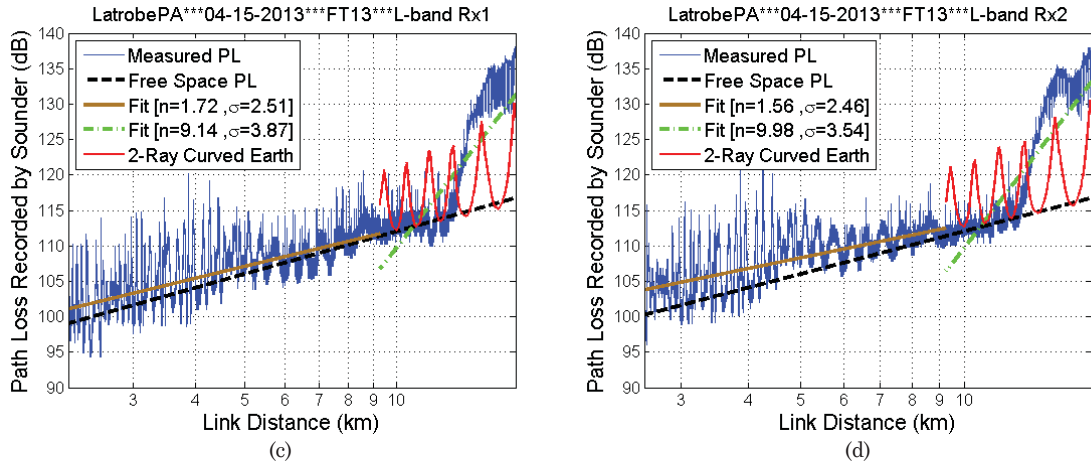 LatrobePA***04-15-2013***FT13***L-band Rx1
Path Loss Recorded by Sounder (dB)
140
135
130
125
120
115
110
105
100
95
90
Measured PL
Free Space PL
Fit [n=1.72 ,σ=2.51]
Fit [n=9.14 ,σ=3.87]
2-Ray Curved Earth
3 4 5 6 7 8 9 10
Link Distance (km)
(c)
LatrobePA***04-15-2013***FT13***L-band Rx2
Path Loss Recorded by Sounder (dB)
140
135
130
125
120
115
110
105
100
95
90
Measured PL
Free Space PL
Fit [n=1.56 ,σ=2.46]
Fit [n=9.98 ,σ=3.54]
2-Ray Curved Earth
3 4 5 6 7 8 9 10
Link Distance (km)
(d)